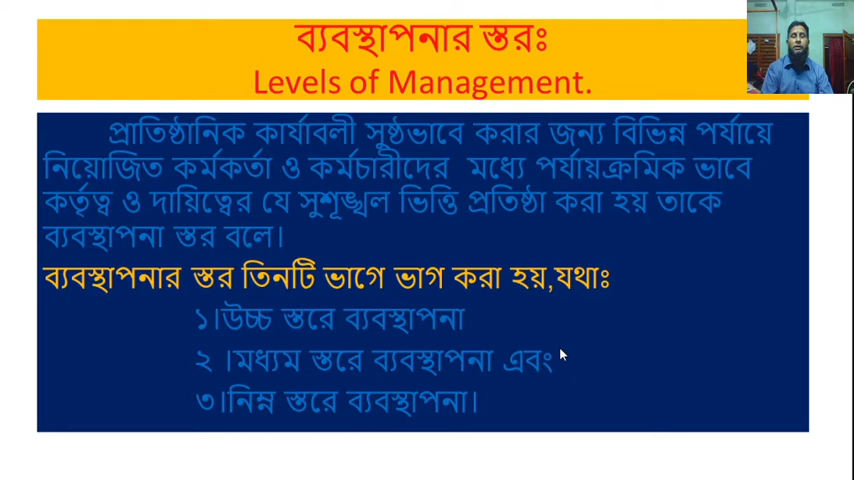 ব্যবস্থাপনার স্তরঃ
Levels of Management.
প্রাতিষ্ঠানিক কার্যাবলী সুষ্ঠভাবে করার জন্য বিভিন্ন পর্যায়ে
নিয়োজিত কর্মকর্তা ও কর্মচারীদের মধ্যে পর্যায়ক্রমিক ভাবে
কর্তৃত্ব ও দায়িত্বের যে সুশৃঙ্খল ভিত্তি প্রতিষ্ঠা করা হয় তাকে
ব্যবস্থাপনা স্তর বলে।
ব্যবস্থাপনার স্তর তিনটি ভাগে ভাগ করা হয়,যথাঃ
১।উচ্চ স্তরে ব্যবস্থাপনা
২ ।মধ্যম স্তরে ব্যবস্থাপনা এবং
৩।নিম্ন স্তরে ব্যবস্থাপনা।